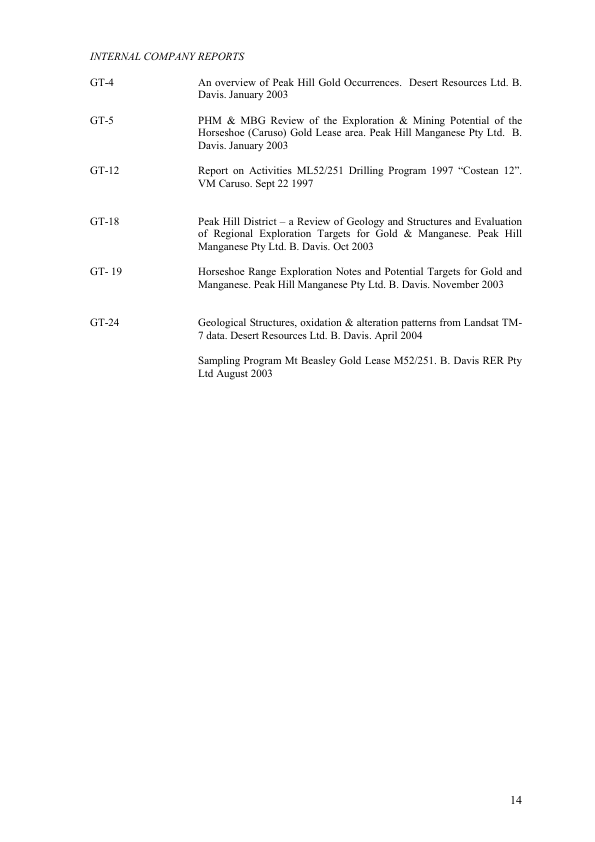 INTERNAL COMPANY REPORTS
GT-4 An overview of Peak Hill Gold Occurrences. Desert Resources Ltd. B.
Davis. January 2003
GT-5 PHM & MBG Review of the Exploration & Mining Potential of the
Horseshoe (Caruso) Gold Lease area. Peak Hill Manganese Pty Ltd. B.
Davis. January 2003
GT-12 Report on Activities ML52/251 Drilling Program 1997 “Costean 12”.
VM Caruso. Sept 22 1997
GT-18 Peak Hill District – a Review of Geology and Structures and Evaluation
of Regional Exploration Targets for Gold & Manganese. Peak Hill
Manganese Pty Ltd. B. Davis. Oct 2003
GT- 19 Horseshoe Range Exploration Notes and Potential Targets for Gold and
Manganese. Peak Hill Manganese Pty Ltd. B. Davis. November 2003
GT-24 Geological Structures, oxidation & alteration patterns from Landsat TM-
7 data. Desert Resources Ltd. B. Davis. April 2004
Sampling Program Mt Beasley Gold Lease M52/251. B. Davis RER Pty
Ltd August 2003
14